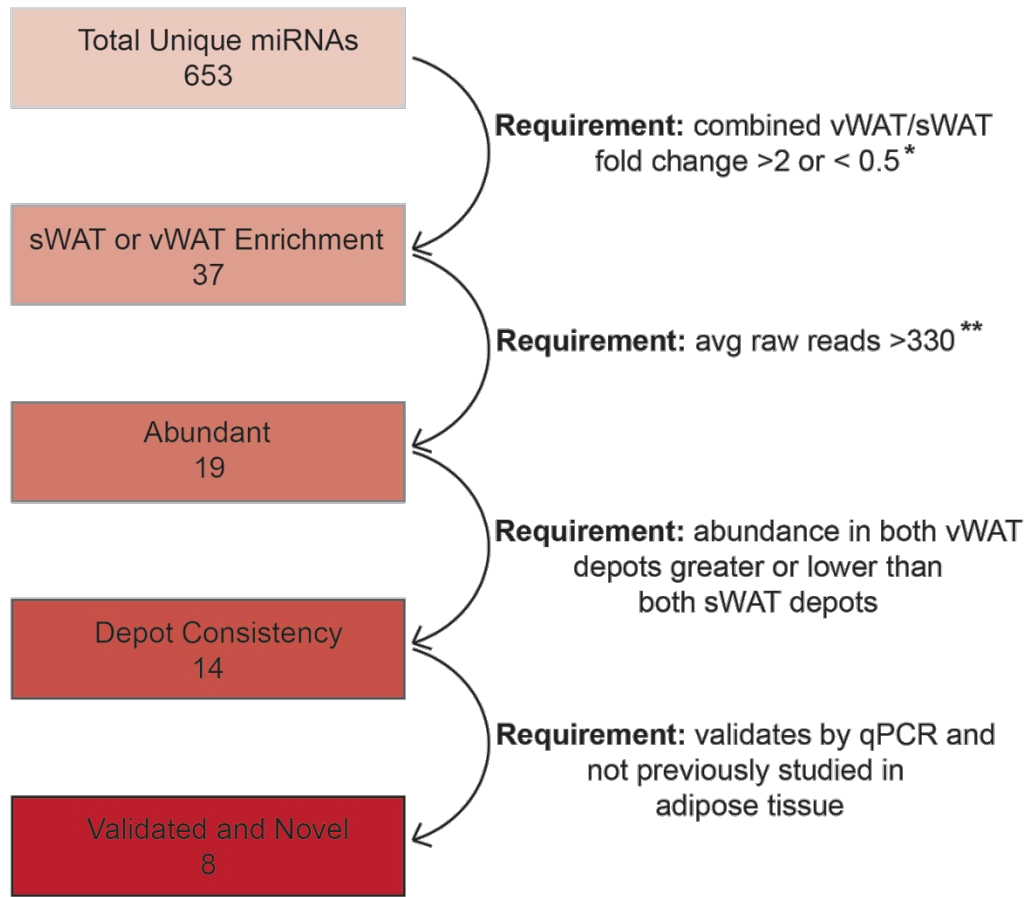 Total Unique miRNAs
653
Requirement: combined vWAT/sWAT
fold change >2 or < 0.5*
sWAT or vWAT Enrichment
37
Requirement: avg raw reads >330**
Abundant
19
Requirement: abundance in both vWAT
depots greater or lower than
both sWAT depots
Depot Consistency
14
Requirement: validates by qPCR and
not previously studied in
adipose tissue
Validated and Novel
8